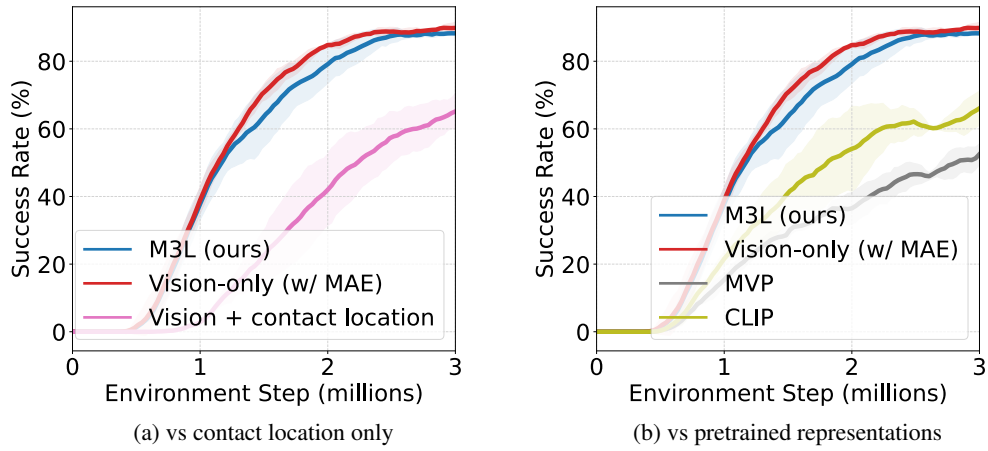 Success Rate (%)
80
60
40
20
0
M3L (ours)
Vision-only (w/ MAE)
Vision + contact location
0 1 2 3
Environment Step (millions)
(a) vs contact location only
Success Rate (%)
80
60
40
20
0
M3L (ours)
Vision-only (w/ MAE)
MVP
CLIP
0 1 2 3
Environment Step (millions)
(b) vs pretrained representations